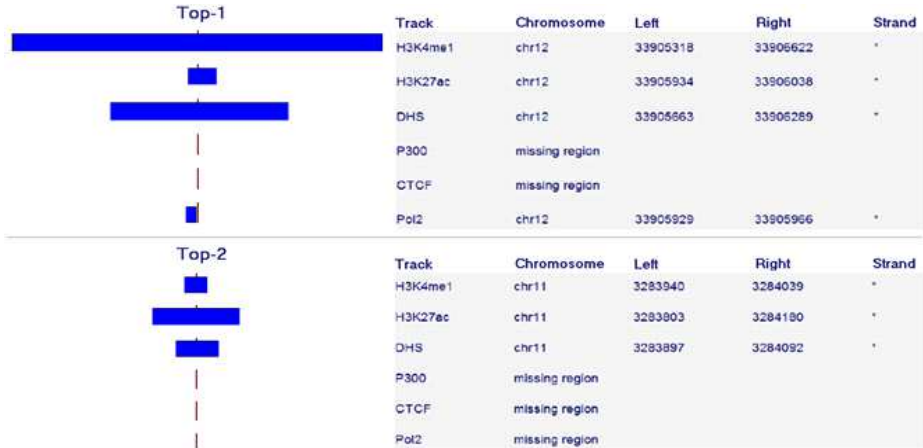 Top-1
Track Chromosome Left Right Strand
H3K4me1 chr12 33905318 33906622 *
H3K27ac chr12 33905934 33906038 *
DHS chr12 33905663 33906289 *
P300 missing region
CTCF missing region
Pol2 chr12 33905929 33905966 *
Top-2
Track Chromosome Left Right Strand
H3K4me1 chr11 3283940 3284039 *
H3K27ac chr11 3283803 3284180 *
DHS chr11 3283897 3284092 *
P300 missing region
CTCF missing region
Pol2 missing region